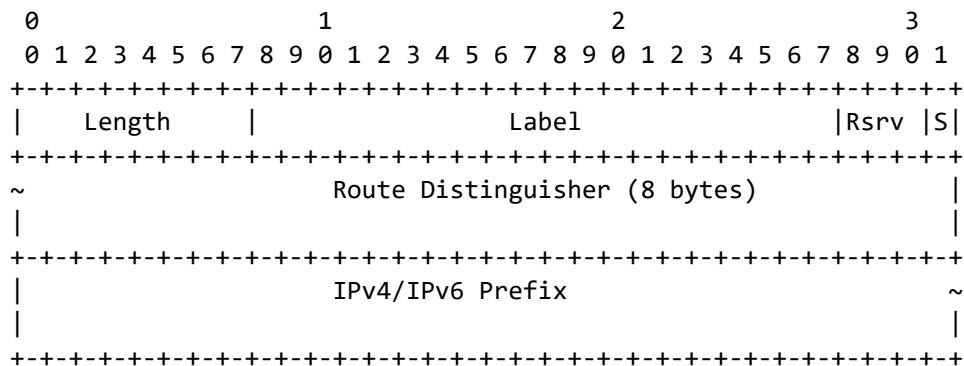 0                   1                   2                   3
 0 1 2 3 4 5 6 7 8 9 0 1 2 3 4 5 6 7 8 9 0 1 2 3 4 5 6 7 8 9 0 1
+-+-+-+-+-+-+-+-+-+-+-+-+-+-+-+-+-+-+-+-+-+-+-+-+-+-+-+-+-+-+-+-+
|    Length     |                 Label                 |Rsrv |S|
+-+-+-+-+-+-+-+-+-+-+-+-+-+-+-+-+-+-+-+-+-+-+-+-+-+-+-+-+-+-+-+-+
~                     Route Distinguisher (8 bytes)             |
|                                                               |
+-+-+-+-+-+-+-+-+-+-+-+-+-+-+-+-+-+-+-+-+-+-+-+-+-+-+-+-+-+-+-+-+
|                     IPv4/IPv6 Prefix                          ~
|                                                               |
+-+-+-+-+-+-+-+-+-+-+-+-+-+-+-+-+-+-+-+-+-+-+-+-+-+-+-+-+-+-+-+-+